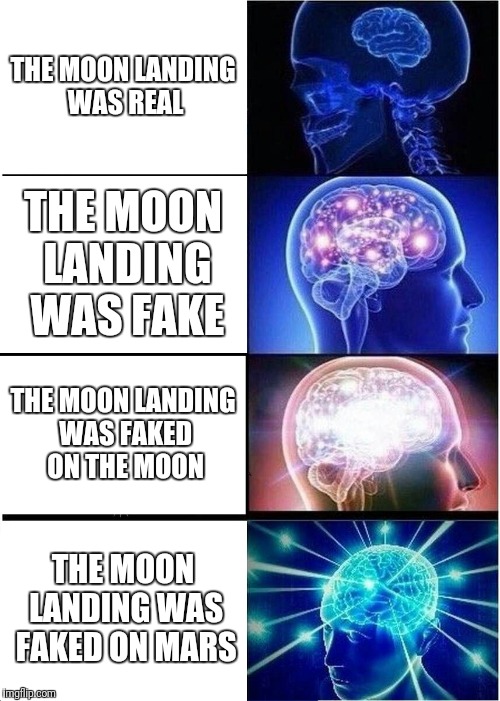 THE MOON LANDING
WAS REAL
THE MOON
LANDING
WAS FAKE
THE MOON LANDING
WAS FAKED
ON THE MOON
THE MOON
LANDING WAS
FAKED ON MARS
imgflip.com